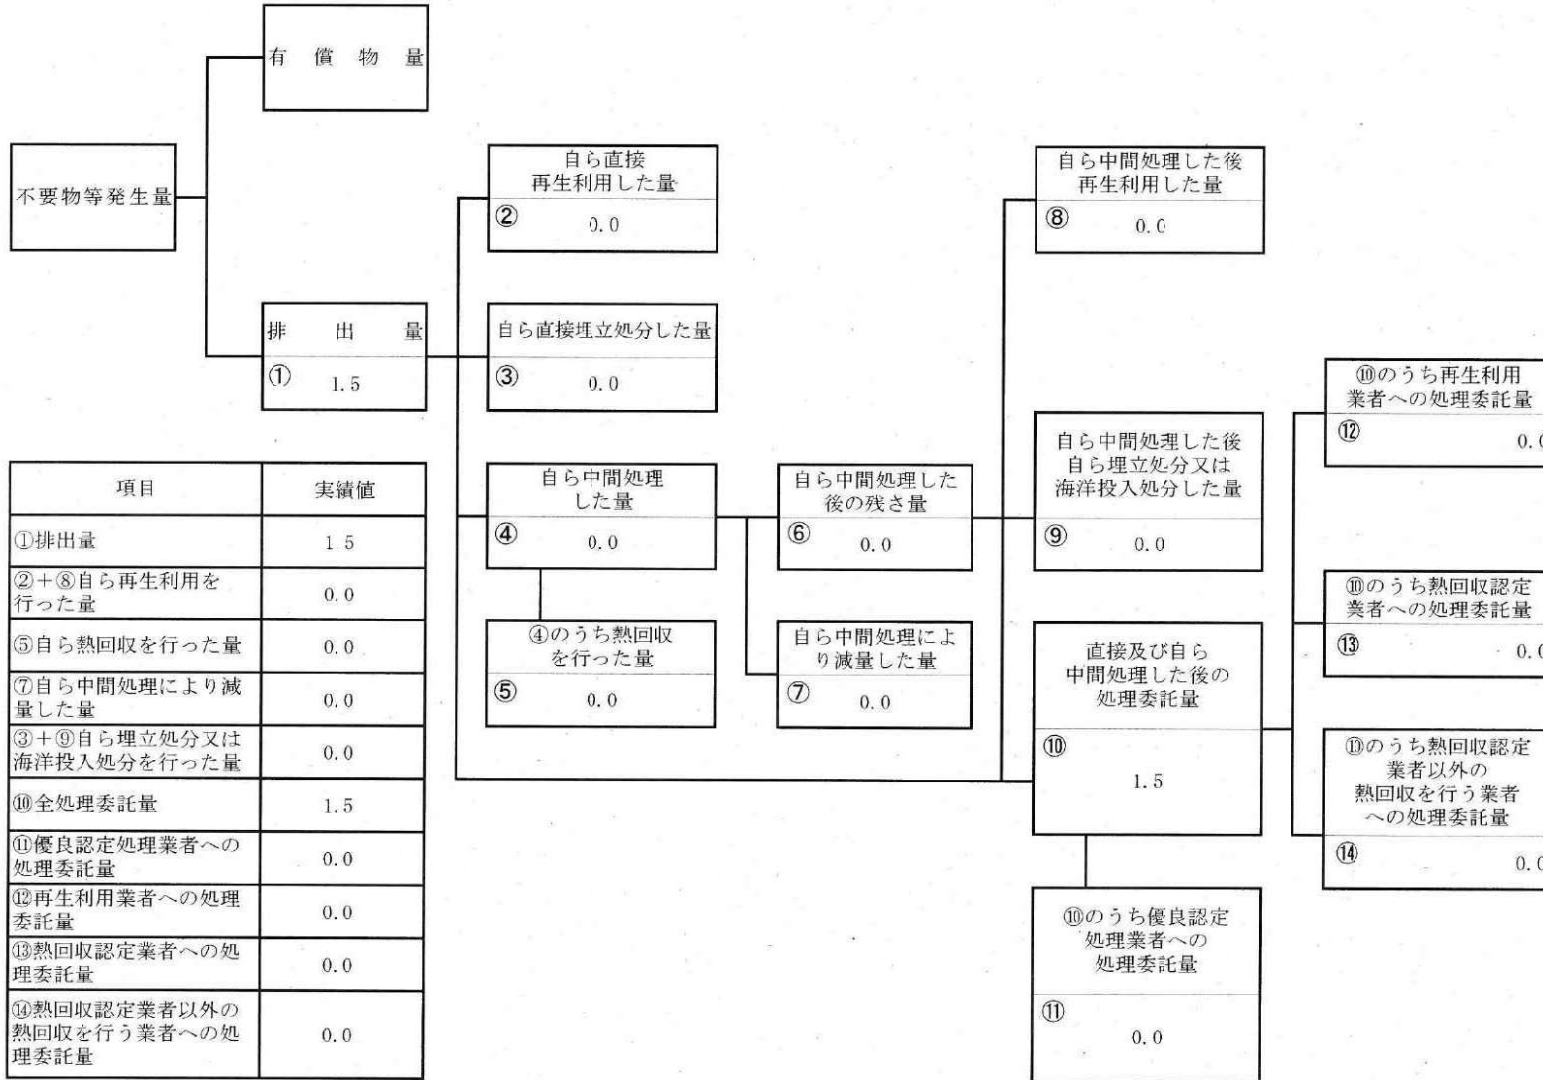 有償物量
不要物等発生量
排出量
① 1.5
自ら直接
再生利用した量
② 0.0
自ら直接埋立処分した量
③ 0.0
自ら中間処理
した量
④ 0.0
④のうち熱回収
を行った量
⑤ 0.0
自ら中間処理した
後の残さ量
⑥ 0.0
自ら中間処理によ
り減量した量
⑦ 0.0
自ら中間処理した後
再生利用した量
⑧ 0.0
自ら中間処理した後
自ら埋立処分又は
海洋投入処分した量
⑨ 0.0
直接及び自ら
中間処理した後の
処理委託量
⑩
1.5
⑩のうち優良認定
処理業者への
処理委託量
⑪
0.0
⑩のうち再生利用
業者への処理委託量
⑫ 0.0
⑩のうち熱回収認定
業者への処理委託量
⑬ 0.0
⑩のうち熱回収認定
業者以外の
熱回収を行う業者
への処理委託量
⑭ 0.0
項目 実績値
①排出量 1.5
②+⑧自ら再生利用を
行った量 0.0
⑤自ら熱回収を行った量 0.0
⑦自ら中間処理により減
量した量 0.0
③+⑨自ら埋立処分又は
海洋投入処分を行った量 0.0
⑩全処理委託量 1.5
⑪優良認定処理業者への
処理委託量 0.0
⑫再生利用業者への処理
委託量 0.0
⑬熱回収認定業者への処
理委託量 0.0
⑭熱回収認定業者以外の
熱回収を行う業者への処
理委託量 0.0